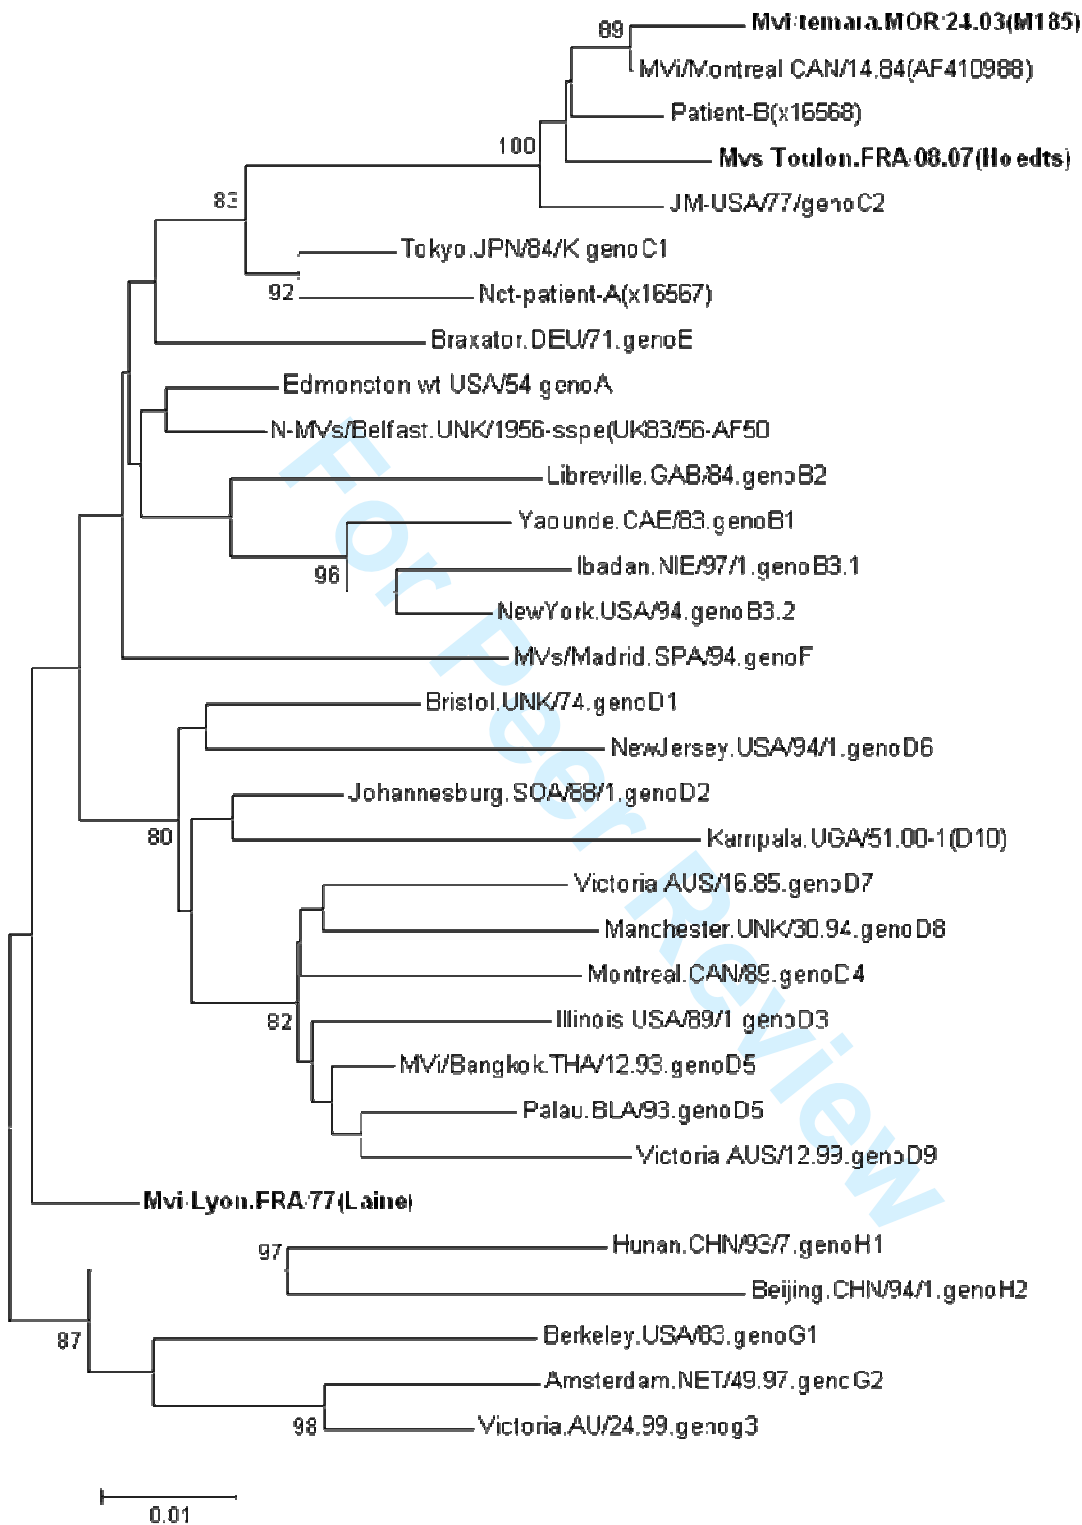 89
Mvi temara.MOR 24.03(M185)
MVi/Montreal CAN/14.84(AF410988)
Patient-B(x16568)
100
Mvs Toulon.FRA 08.07(Hoedts)
JM-USA/77/genoC2
83
Tokyo.JPN/84/K genoC1
92
Nct-patient-A(x16567)
Braxator.DEU/71.genoE
Edmonston wt USA/54 genoA
N-MVs/Belfast.UNK/1956-sspe(UK83/56-AF50
Libreville.GAB/84.genoB2
Yaounde.CAE/83.genoB1
96
Ibadan.NIE/97/1.genoB3.1
NewYork.USA/94.genoB3.2
MVs/Madrid.SPA/94.genoF
Bristol.UNK/74.genoD1
NewJersey.USA/94/1.genoD6
Johannesburg.SOA/88/1.genoD2
80
Kampala.UGA/51.00-1(D10)
Victoria AUS/16.85.genoD7
Manchester.UNK/30.94.genoD8
Montreal.CAN/89.genoD4
82
Illinois USA/89/1 genoD3
MVi/Bangkok.THA/12.93.genoD5
Palau.BLA/93.genoD5
Victoria AUS/12.99.genoD9
Mvi-Lyon.FRA 77(Laine)
97
Hunan.CHN/93/7.genoH1
Beijing.CHN/94/1.genoH2
87
Berkeley.USA/83.genoG1
Amsterdam.NET/49.97.genoG2
98
Victoria.AU/24.99.genog3
0.01
For Peer Review